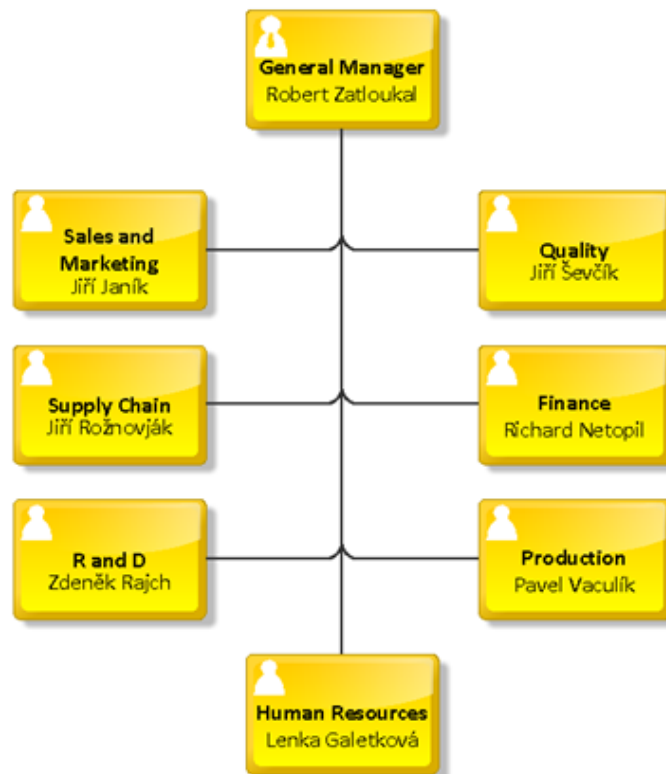 General Manager
Robert Zatloukal
Sales and
Marketing
Jiří Janík
Quality
Jiří Ševčík
Supply Chain
Jiří Rožnovják
Finance
Richard Netopil
R and D
Zdeněk Rajch
Production
Pavel Vaculík
Human Resources
Lenka Galetková